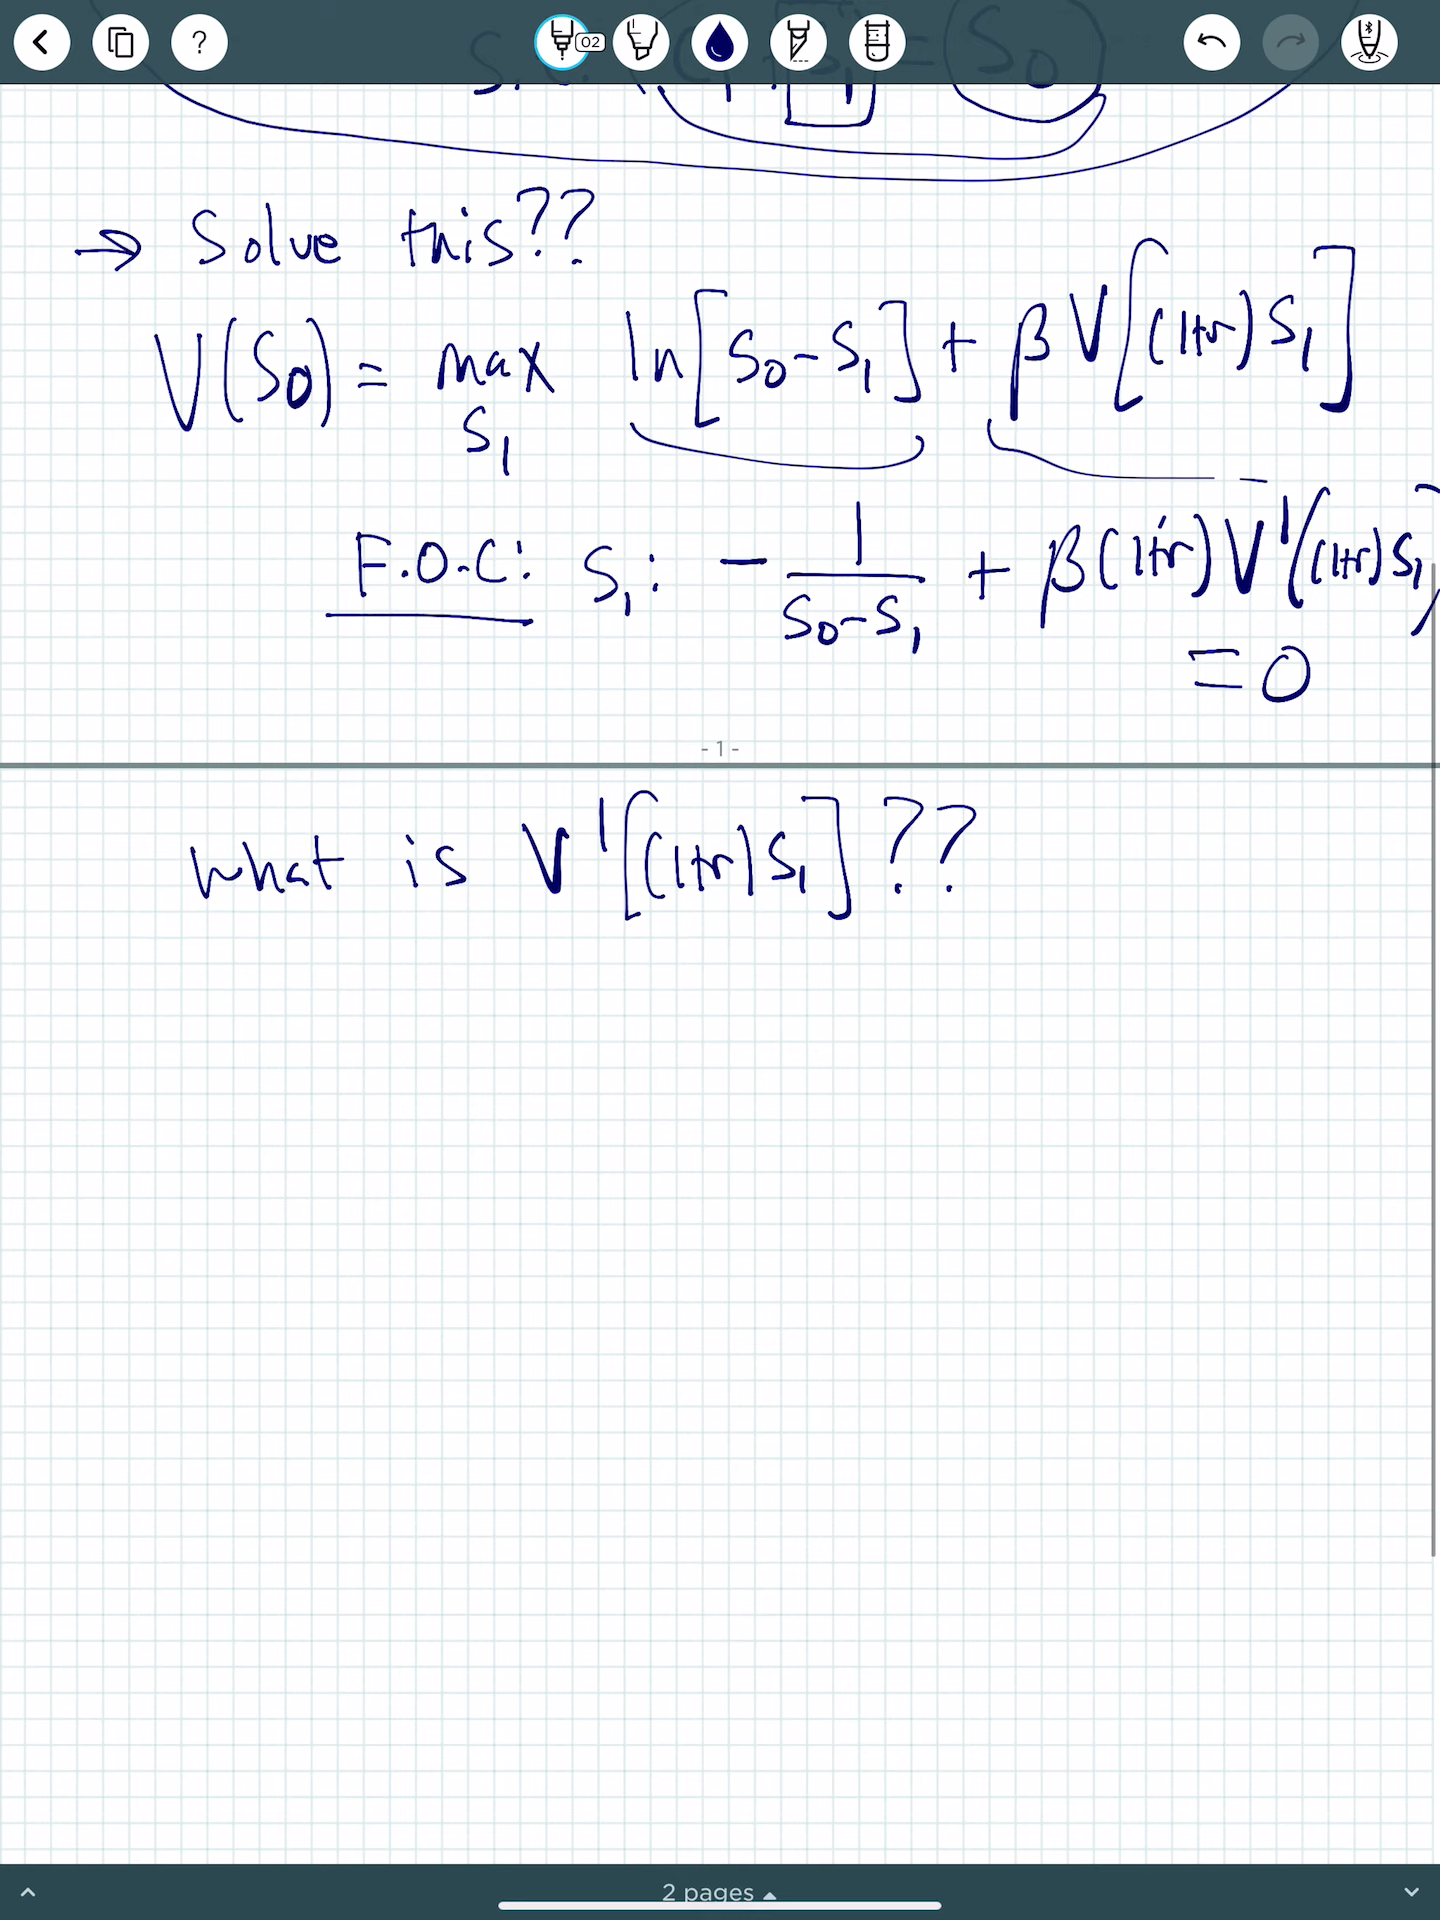 ?
02
→ Solve this??
V(S0) = max ln[S0-S1] + βV[(1+r)S1]
S1
F.O.C: S1: - 1/(S0-S1) + β(1+r)V'((1+r)S1)
= 0
- 1 -
What is V'[(1+r)S1]??
2 pages